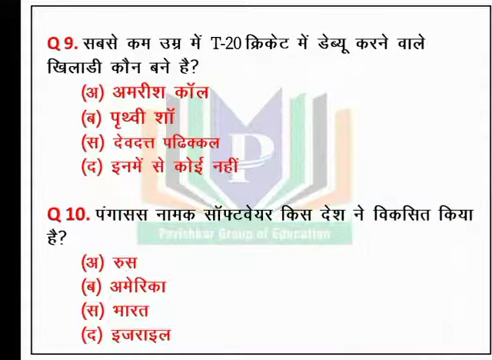 Q 9. सबसे कम उम्र में T-20 क्रिकेट में डेब्यू करने वाले
खिलाडी कौन बने है?
(अ) अमरीश कॉल
(ब) पृथ्वी शॉ
(स) देवदत्त पढिक्कल
(द) इनमें से कोई नहीं
Q 10. पंगासस नामक सॉफ्टवेयर किस देश ने विकसित किया
है?
Pavishkar Group of Education
(अ) रुस
(ब) अमेरिका
(स) भारत
(द) इजराइल